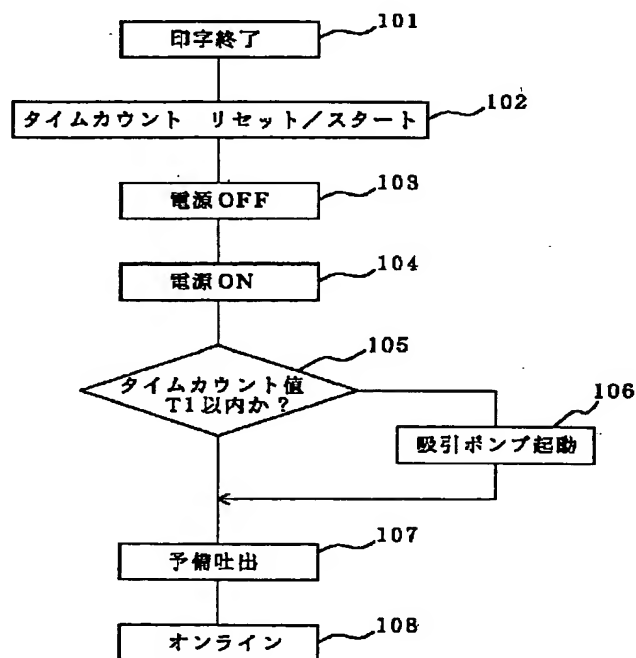 印字終了
101
タイムカウント リセット/スタート
102
電源OFF
103
電源ON
104
タイムカウント値
T1以内か?
105
吸引ポンプ起動
106
予備吐出
107
オンライン
108